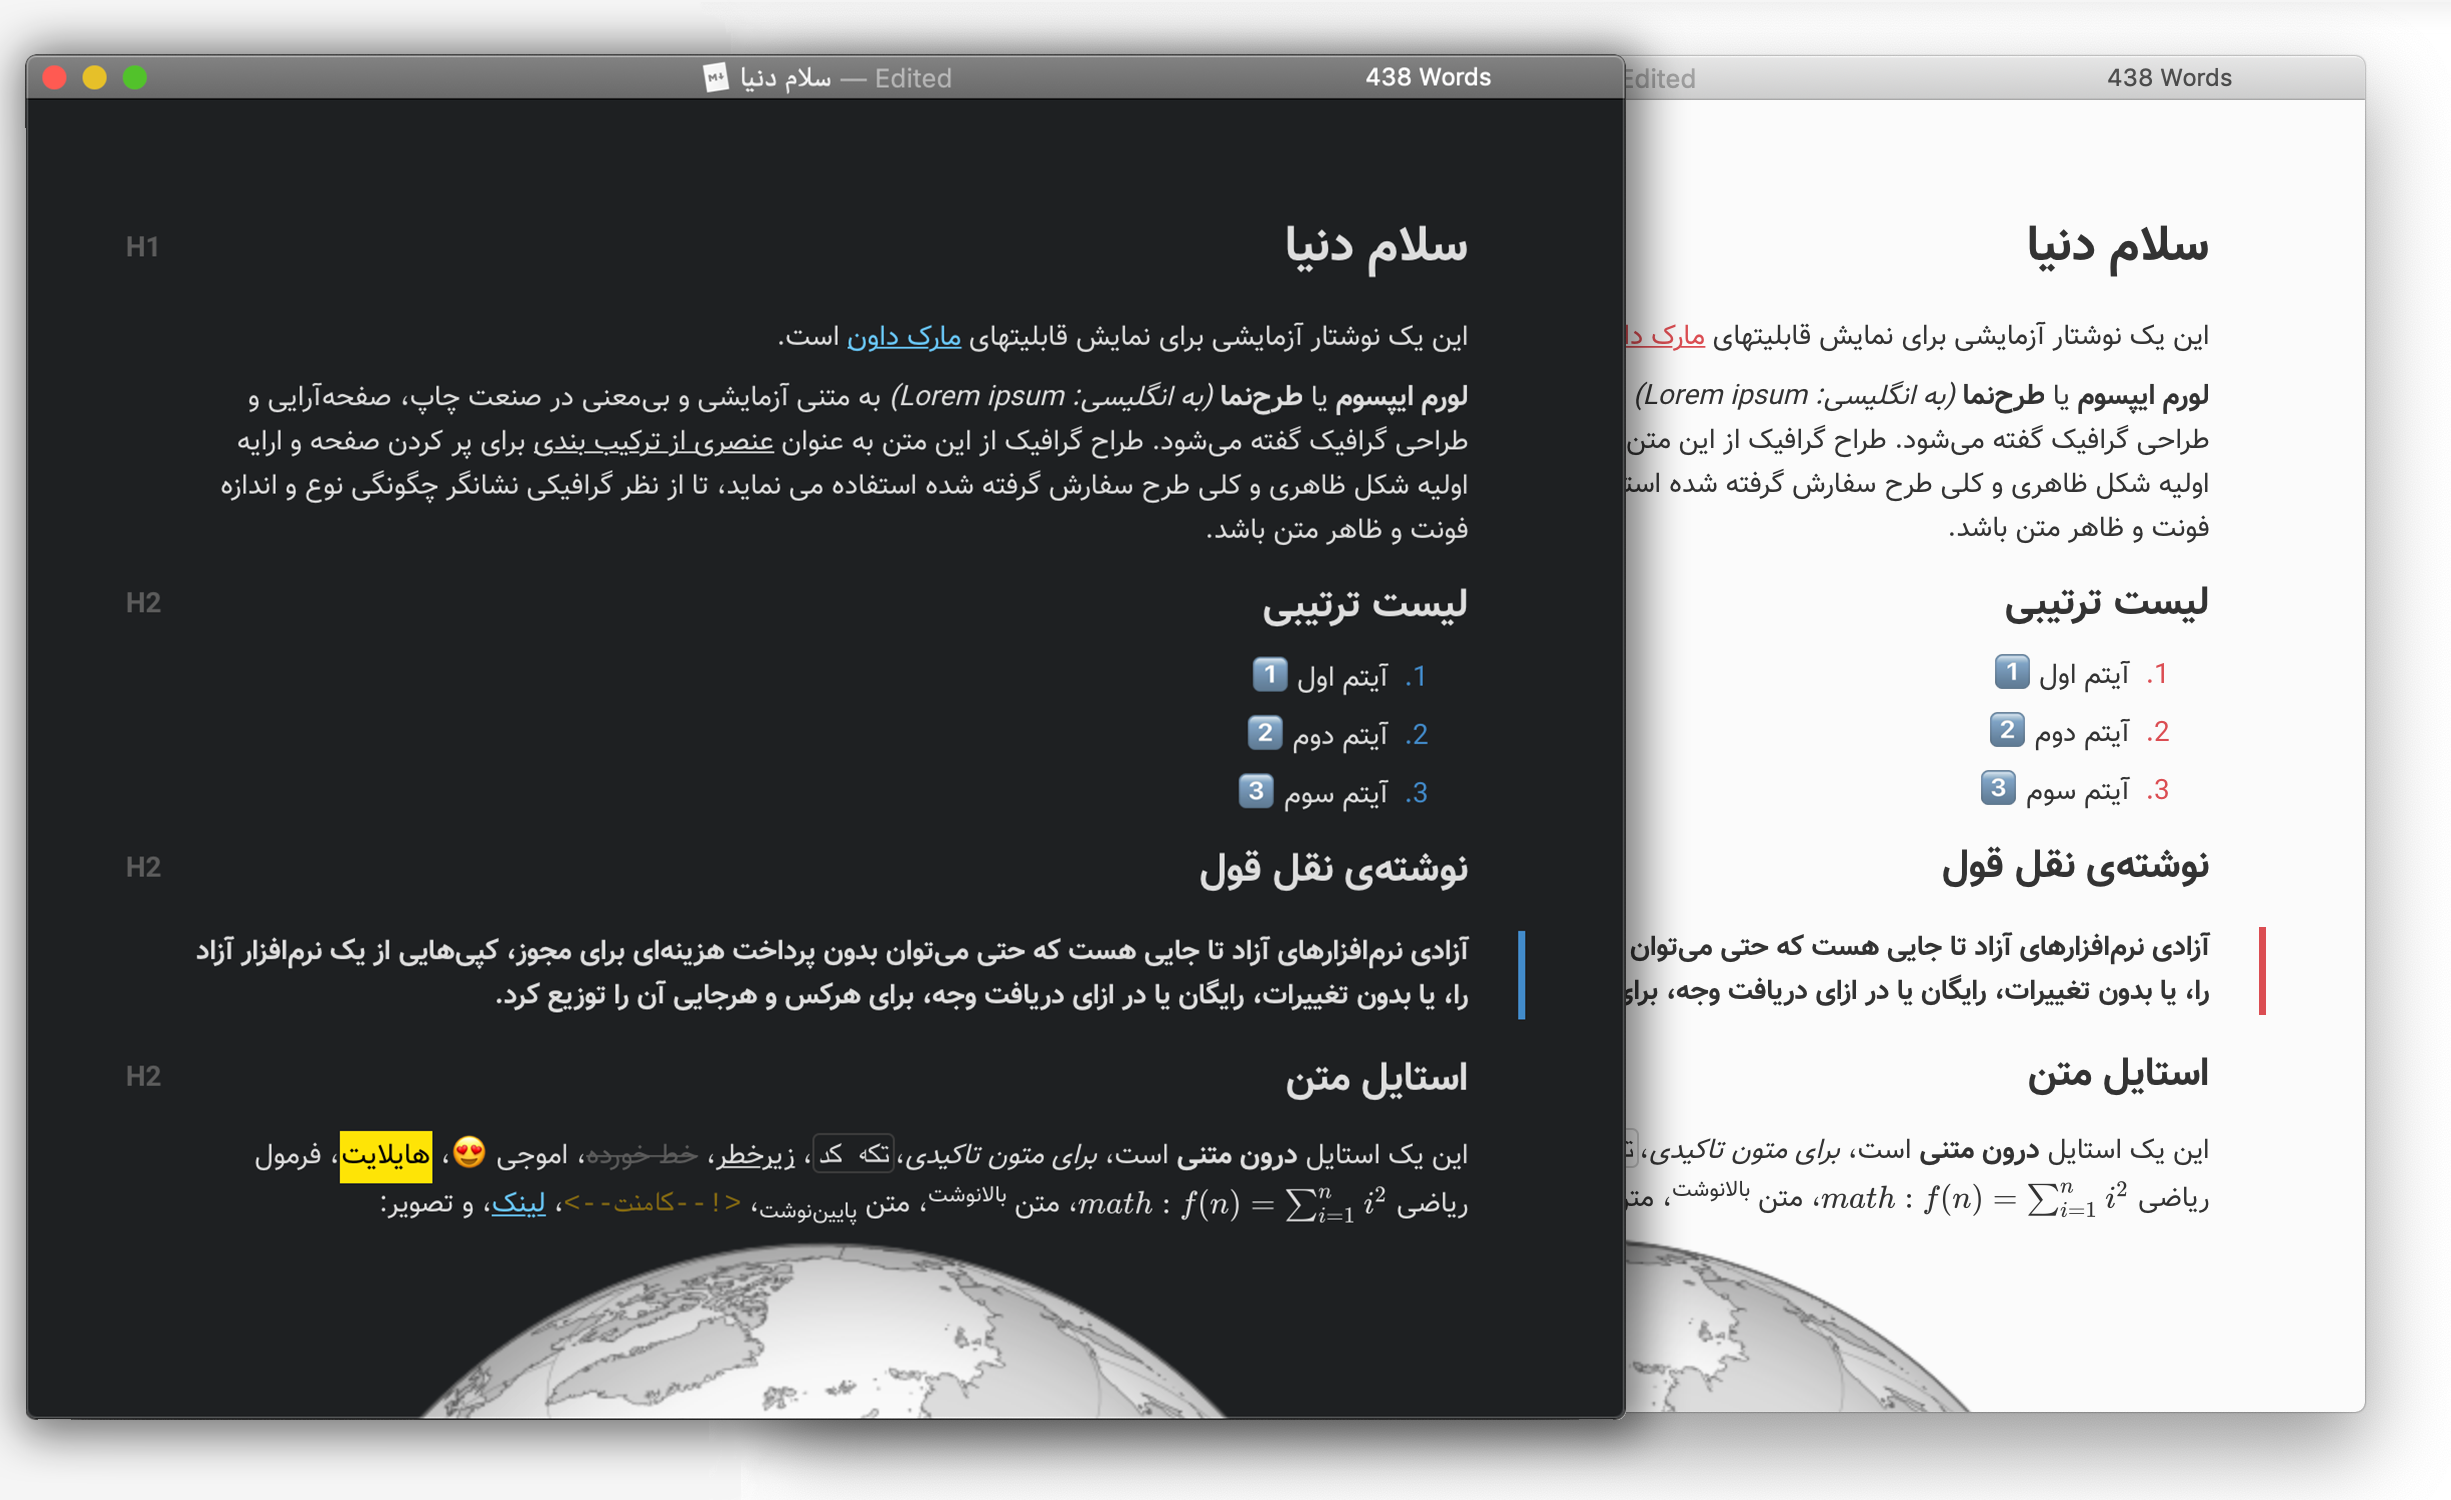 سلام دنیا — Edited
438 Words
H1
سلام دنیا
این یک نوشتار آزمایشی برای نمایش قابلیتهای مارک داون است.
لورم ایپسوم یا طرح‌نما (به انگلیسی: Lorem ipsum) به متنی آزمایشی و بی‌معنی در صنعت چاپ، صفحه‌آرایی و
طراحی گرافیک گفته می‌شود. طراح گرافیک از این متن به عنوان عنصری از ترکیب بندی برای پر کردن صفحه و ارایه
اولیه شکل ظاهری و کلی طرح سفارش گرفته شده استفاده می نماید، تا از نظر گرافیکی نشانگر چگونگی نوع و اندازه
فونت و ظاهر متن باشد.
H2
لیست ترتیبی
1. آیتم اول 1️⃣
2. آیتم دوم 2️⃣
3. آیتم سوم 3️⃣
H2
نوشته‌ی نقل قول
آزادی نرم‌افزارهای آزاد تا جایی هست که حتی می‌توان بدون پرداخت هزینه‌ای برای مجوز، کپی‌هایی از یک نرم‌افزار آزاد
را، یا بدون تغییرات، رایگان یا در ازای دریافت وجه، برای هرکس و هرجایی آن را توزیع کرد.
H2
استایل متن
این یک استایل درون متنی است، برای متون تاکیدی، تکه کد، زیرخطر، خط خورده، اموجی 😍، هایلایت، فرمول
ریاضی math : f(n) = ∑_{i=1}^{n} i²، متن بالانوشت، متن پایین‌نوشت، <!--کامنت-->، لینک، و تصویر:
Edited
438 Words
سلام دنیا
این یک نوشتار آزمایشی برای نمایش قابلیتهای مارک دا
لورم ایپسوم یا طرح‌نما (به انگلیسی: Lorem ipsum)
طراحی گرافیک گفته می‌شود. طراح گرافیک از این متن
اولیه شکل ظاهری و کلی طرح سفارش گرفته شده است
فونت و ظاهر متن باشد.
لیست ترتیبی
1. آیتم اول 1️⃣
2. آیتم دوم 2️⃣
3. آیتم سوم 3️⃣
نوشته‌ی نقل قول
آزادی نرم‌افزارهای آزاد تا جایی هست که حتی می‌توان
را، یا بدون تغییرات، رایگان یا در ازای دریافت وجه، برای
استایل متن
این یک استایل درون متنی است، برای متون تاکیدی، ت
ریاضی math : f(n) = ∑_{i=1}^{n} i²، متن بالانوشت، متن